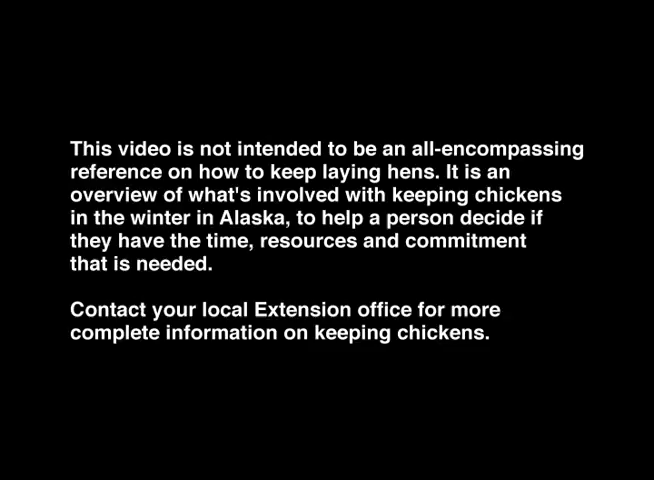 This video is not intended to be an all-encompassing
reference on how to keep laying hens. It is an
overview of what's involved with keeping chickens
in the winter in Alaska, to help a person decide if
they have the time, resources and commitment
that is needed.
Contact your local Extension office for more
complete information on keeping chickens.